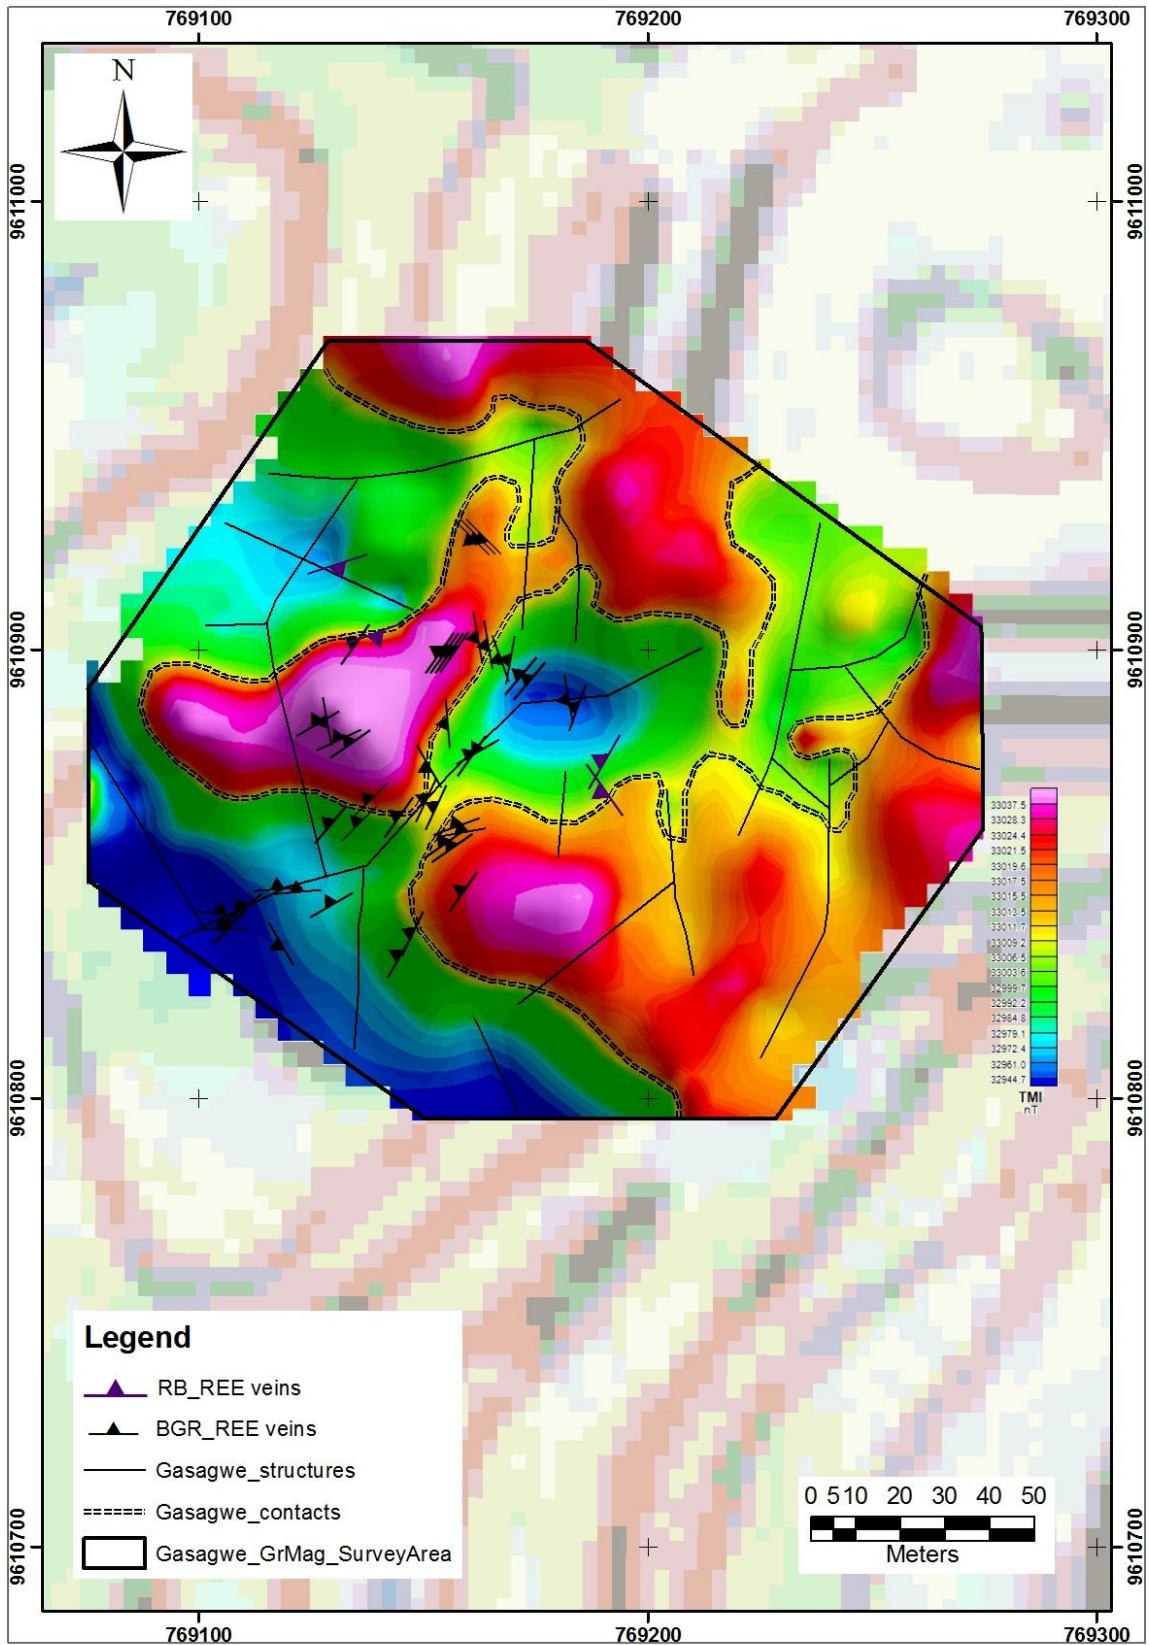 769100 769200 769300
N
9611000 9611000
9610900 9610900
33037.5
33028.3
33024.4
33021.5
33019.6
33017.5
33015.5
33013.5
33011.7
33009.2
33006.5
33003.6
32999.7
32992.2
32984.8
32979.1
32972.4
32961.0
32944.7
TMI
nT
9610800 9610800
Legend
RB_REE veins
BGR_REE veins
Gasagwe_structures
Gasagwe_contacts
Gasagwe_GrMag_SurveyArea
0 5 10 20 30 40 50
Meters
9610700 9610700
769100 769200 769300